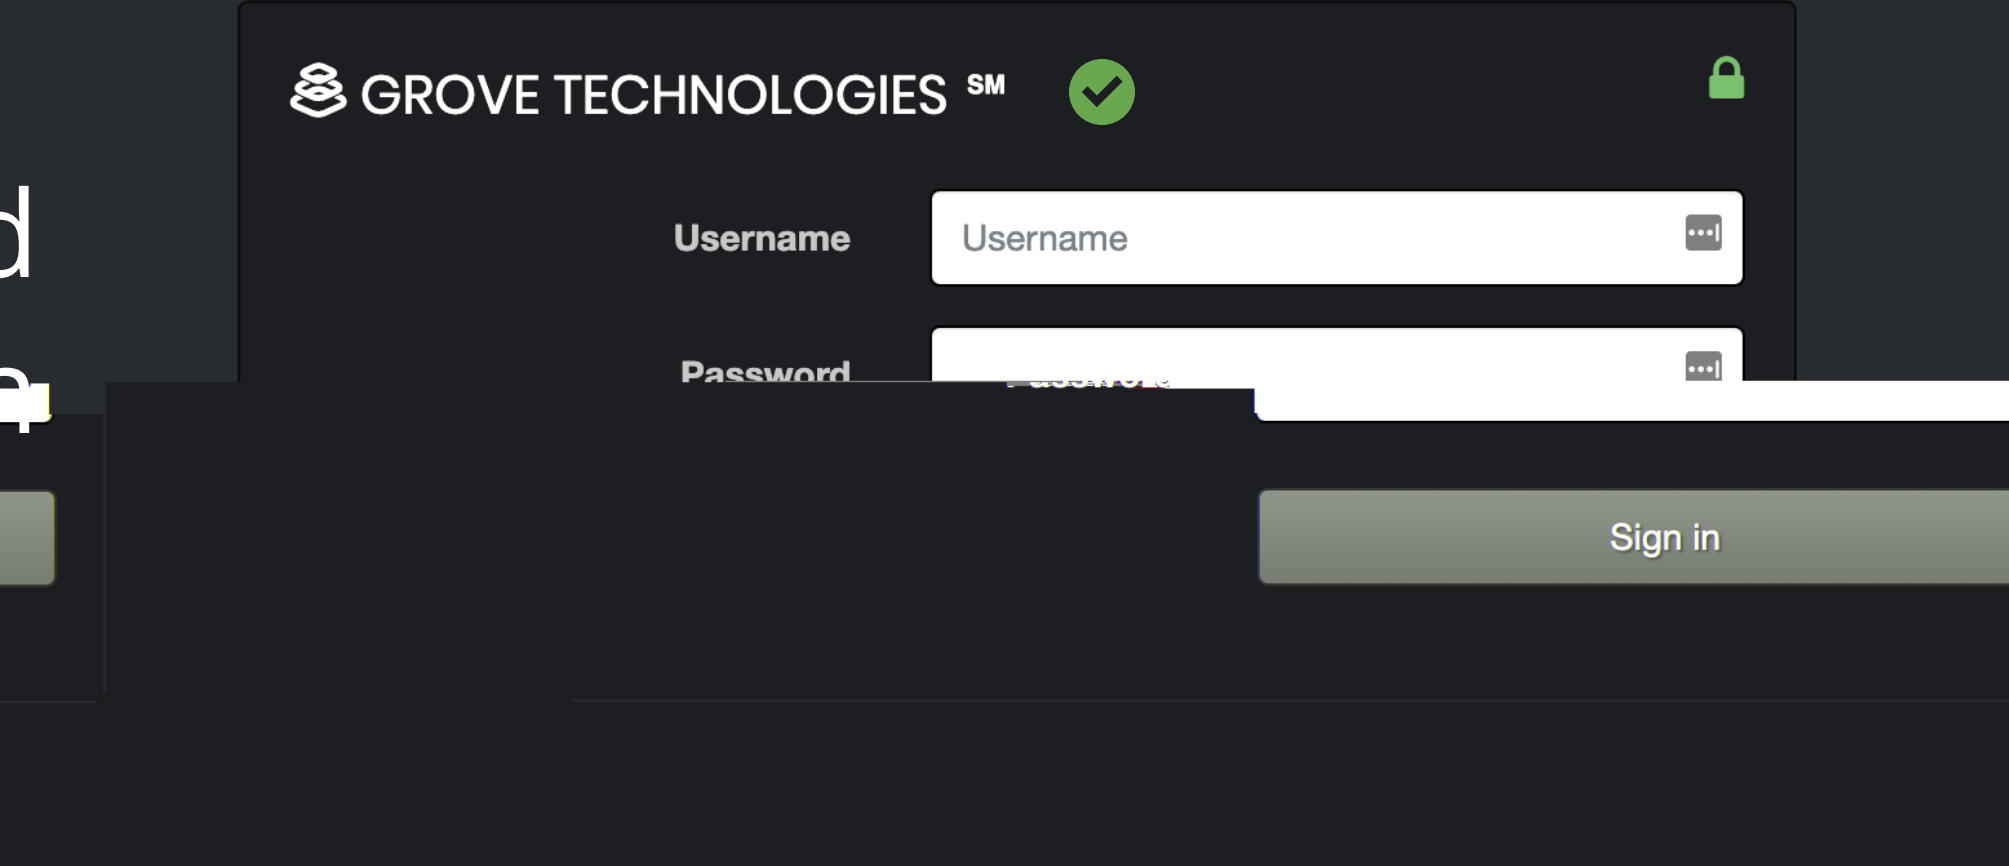 GROVE TECHNOLOGIES ℠
Username Username
Password
Sign in